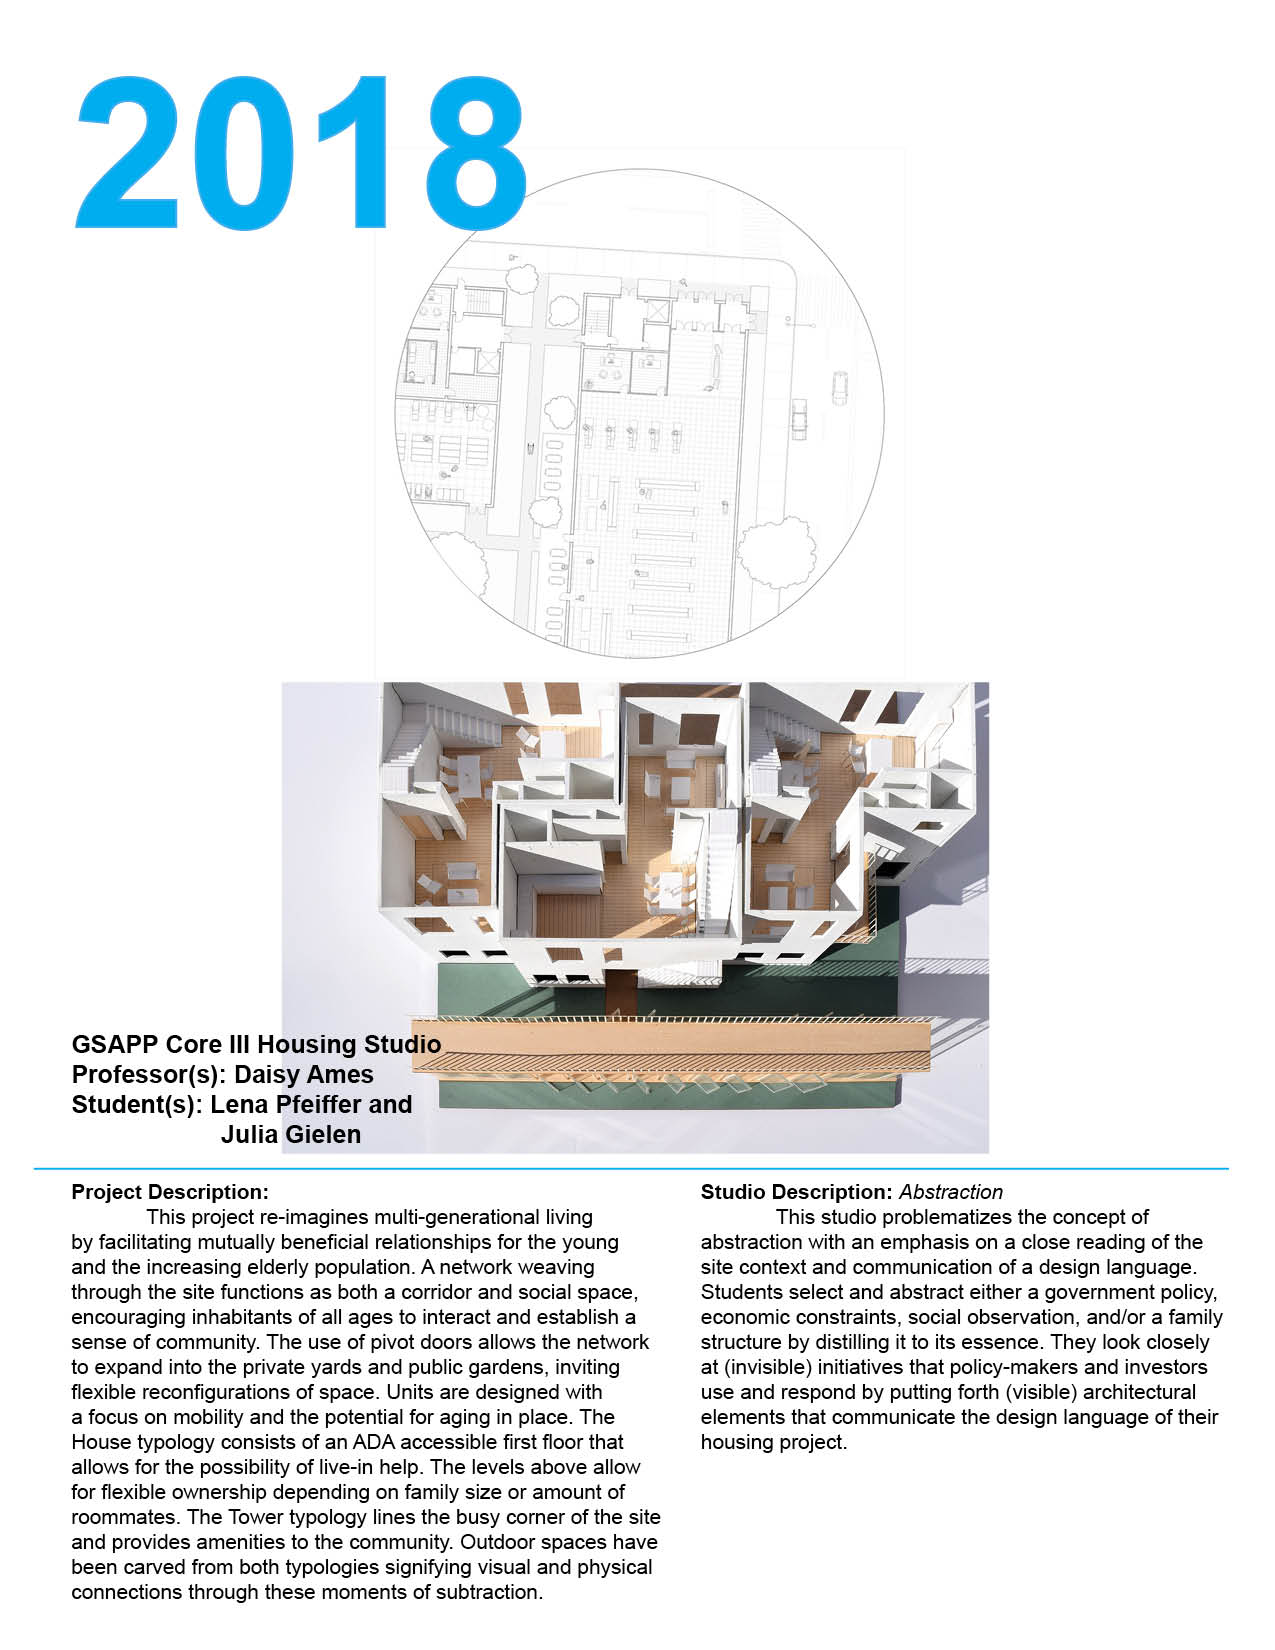 2018
GSAPP Core III Housing Studio
Professor(s): Daisy Ames
Student(s): Lena Pfeiffer and
Julia Gielen
Project Description:
This project re-imagines multi-generational living
by facilitating mutually beneficial relationships for the young
and the increasing elderly population. A network weaving
through the site functions as both a corridor and social space,
encouraging inhabitants of all ages to interact and establish a
sense of community. The use of pivot doors allows the network
to expand into the private yards and public gardens, inviting
flexible reconfigurations of space. Units are designed with
a focus on mobility and the potential for aging in place. The
House typology consists of an ADA accessible first floor that
allows for the possibility of live-in help. The levels above allow
for flexible ownership depending on family size or amount of
roommates. The Tower typology lines the busy corner of the site
and provides amenities to the community. Outdoor spaces have
been carved from both typologies signifying visual and physical
connections through these moments of subtraction.
Studio Description: Abstraction
This studio problematizes the concept of
abstraction with an emphasis on a close reading of the
site context and communication of a design language.
Students select and abstract either a government policy,
economic constraints, social observation, and/or a family
structure by distilling it to its essence. They look closely
at (invisible) initiatives that policy-makers and investors
use and respond by putting forth (visible) architectural
elements that communicate the design language of their
housing project.